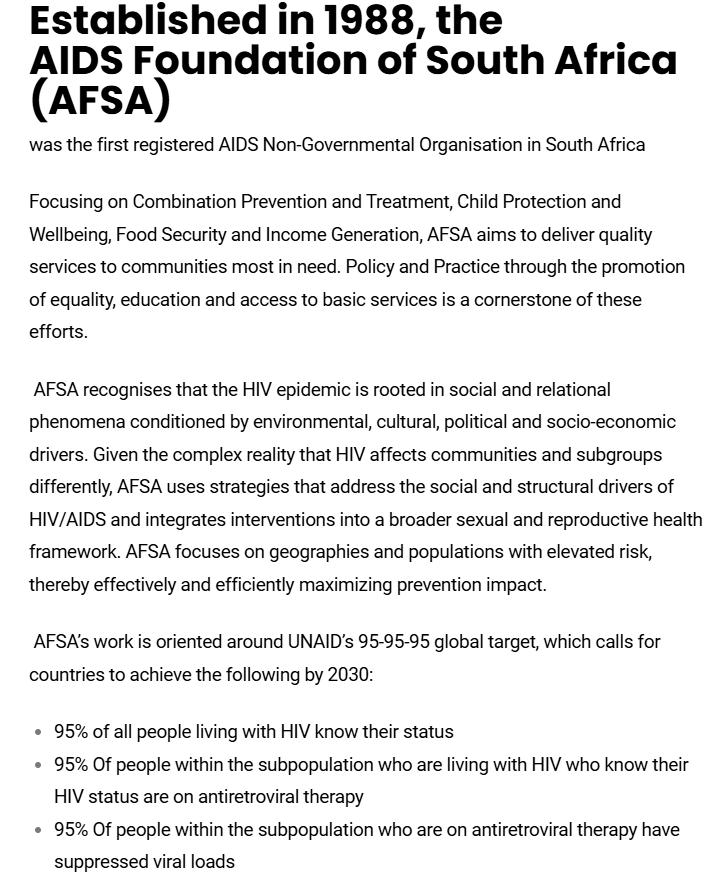 Established in 1988, the
AIDS Foundation of South Africa
(AFSA)
was the first registered AIDS Non-Governmental Organisation in South Africa
Focusing on Combination Prevention and Treatment, Child Protection and
Wellbeing, Food Security and Income Generation, AFSA aims to deliver quality
services to communities most in need. Policy and Practice through the promotion
of equality, education and access to basic services is a cornerstone of these
efforts.
AFSA recognises that the HIV epidemic is rooted in social and relational
phenomena conditioned by environmental, cultural, political and socio-economic
drivers. Given the complex reality that HIV affects communities and subgroups
differently, AFSA uses strategies that address the social and structural drivers of
HIV/AIDS and integrates interventions into a broader sexual and reproductive health
framework. AFSA focuses on geographies and populations with elevated risk,
thereby effectively and efficiently maximizing prevention impact.
AFSA’s work is oriented around UNAID’s 95-95-95 global target, which calls for
countries to achieve the following by 2030:
• 95% of all people living with HIV know their status
• 95% Of people within the subpopulation who are living with HIV who know their
HIV status are on antiretroviral therapy
• 95% Of people within the subpopulation who are on antiretroviral therapy have
suppressed viral loads